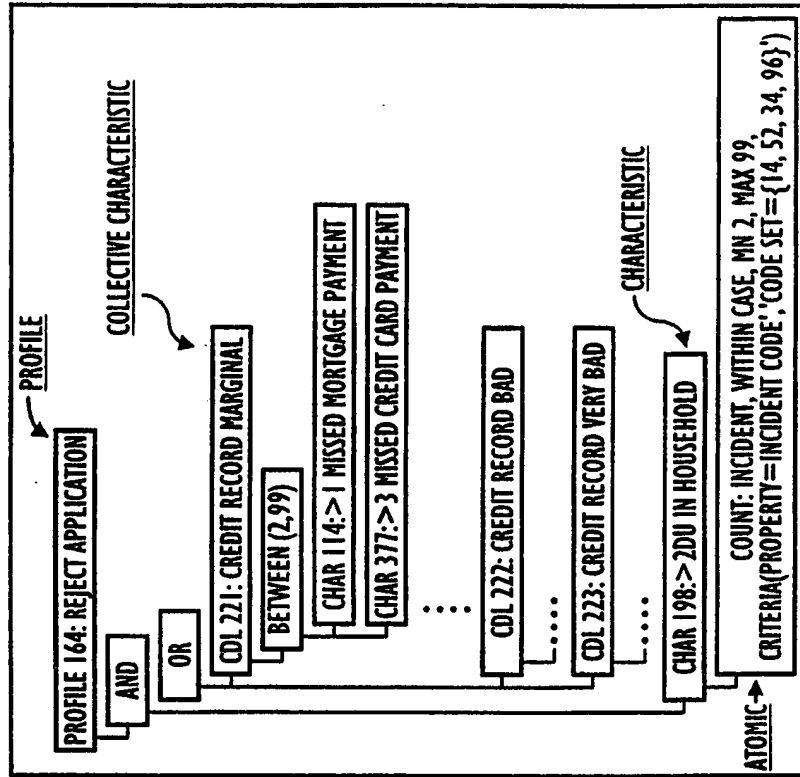 PROFILE
PROFILE 164: REJECT APPLICATION
AND
OR
COLLECTIVE CHARACTERISTIC
CDL 221: CREDIT RECORD MARGINAL
BETWEEN (2,99)
CHAR 114:>1 MISSED MORTGAGE PAYMENT
CHAR 377:>3 MISSED CREDIT CARD PAYMENT
CDL 222: CREDIT RECORD BAD
CDL 223: CREDIT RECORD VERY BAD
CHARACTERISTIC
CHAR 198:> 2DU IN HOUSEHOLD
ATOMIC
COUNT: INCIDENT, WITHIN CASE, MN 2, MAX 99,
CRITERIA(PROPERTY=INCIDENT CODE','CODE SET={14, 52, 34, 96}')